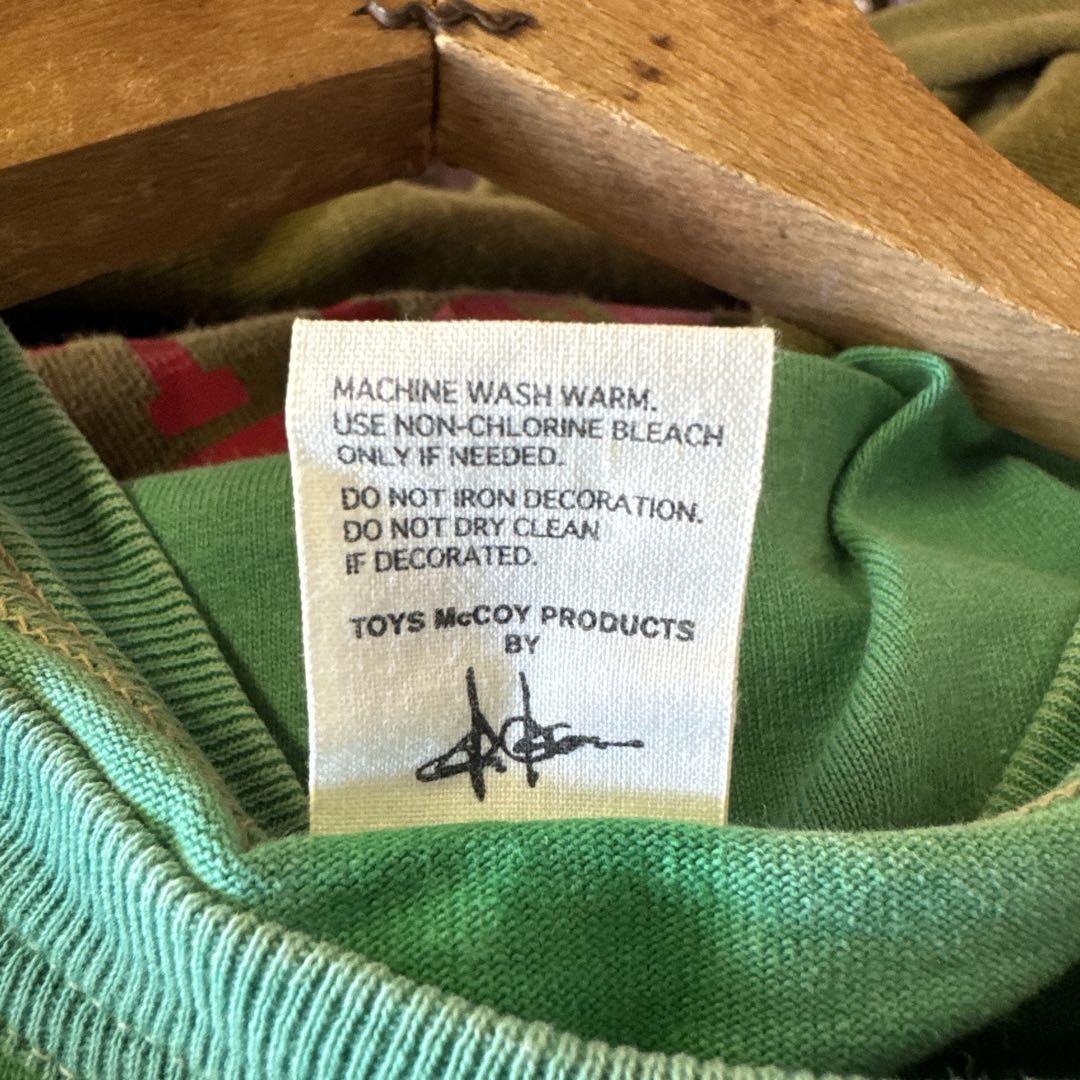 MACHINE WASH WARM.
USE NON-CHLORINE BLEACH
ONLY IF NEEDED.
DO NOT IRON DECORATION.
DO NOT DRY CLEAN
IF DECORATED.
TOYS McCOY PRODUCTS
BY